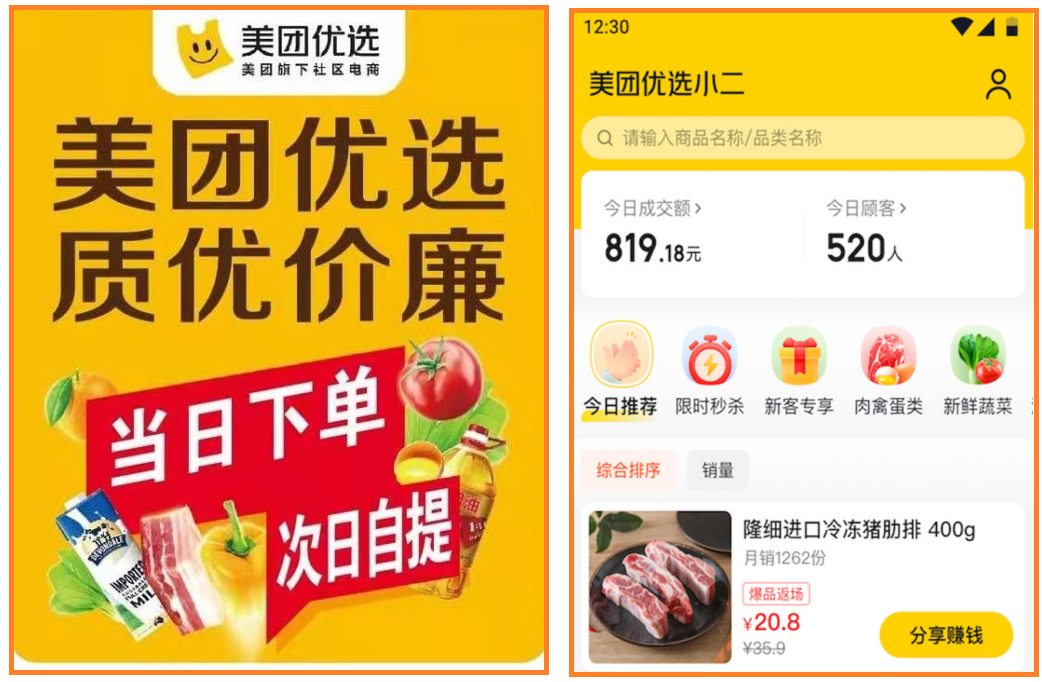 美团优选
美团旗下社区电商
美团优选
质优价廉
当日下单
次日自提
DEVONDALE
IMPORTED
FULL CREAM
MILK
油
12:30
美团优选小二
请输入商品名称/品类名称
今日成交额>
今日顾客>
819.18元
520人
今日推荐
限时秒杀
新客专享
肉禽蛋类
新鲜蔬菜
综合排序
销量
隆细进口冷冻猪肋排 400g
月销1262份
爆品返场
¥20.8
¥35.9
分享赚钱